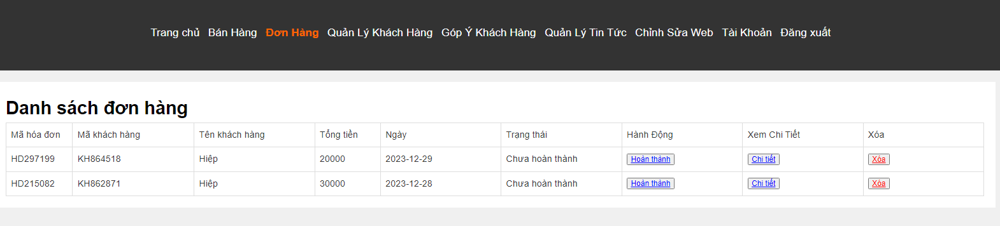 Trang chủ Bán Hàng Đơn Hàng Quản Lý Khách Hàng Góp Ý Khách Hàng Quản Lý Tin Tức Chỉnh Sửa Web Tài Khoản Đăng xuất
Danh sách đơn hàng
Mã hóa đơn Mã khách hàng Tên khách hàng Tổng tiền Ngày Trạng thái Hành Động Xem Chi Tiết Xóa
HD297199 KH864518 Hiệp 20000 2023-12-29 Chưa hoàn thành Hoàn thành Chi tiết Xóa
HD215082 KH862871 Hiệp 30000 2023-12-28 Chưa hoàn thành Hoàn thành Chi tiết Xóa